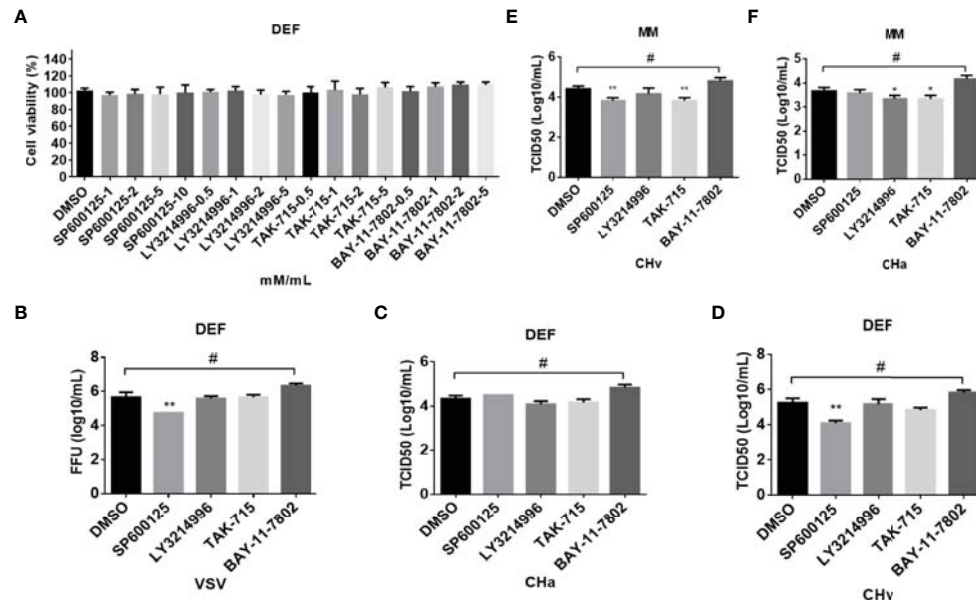 A
DEF
Cell viability (%)
140
120
100
80
60
40
20
0
DMSO
SP600125-1
SP600125-2
SP600125-5
SP600125-10
LY3214996-0.5
LY3214996-1
LY3214996-2
LY3214996-5
TAK-715-0.5
TAK-715-1
TAK-715-2
TAK-715-5
BAY-11-7802-0.5
BAY-11-7802-1
BAY-11-7802-2
BAY-11-7802-5
mM/mL
E
MM
#
TCID50 (Log10/mL)
6
4
2
0
**
**
DMSO
SP600125
LY3214996
TAK-715
BAY-11-7802
CHv
F
MM
#
TCID50 (Log10/mL)
5
4
3
2
1
0
*
*
DMSO
SP600125
LY3214996
TAK-715
BAY-11-7802
CHa
B
DEF
#
FFU (log10/mL)
8
6
4
2
0
**
DMSO
SP600125
LY3214996
TAK-715
BAY-11-7802
VSV
C
DEF
#
TCID50 (Log10/mL)
6
4
2
0
DMSO
SP600125
LY3214996
TAK-715
BAY-11-7802
CHa
D
DEF
#
TCID50 (Log10/mL)
8
6
4
2
0
**
DMSO
SP600125
LY3214996
TAK-715
BAY-11-7802
CHv